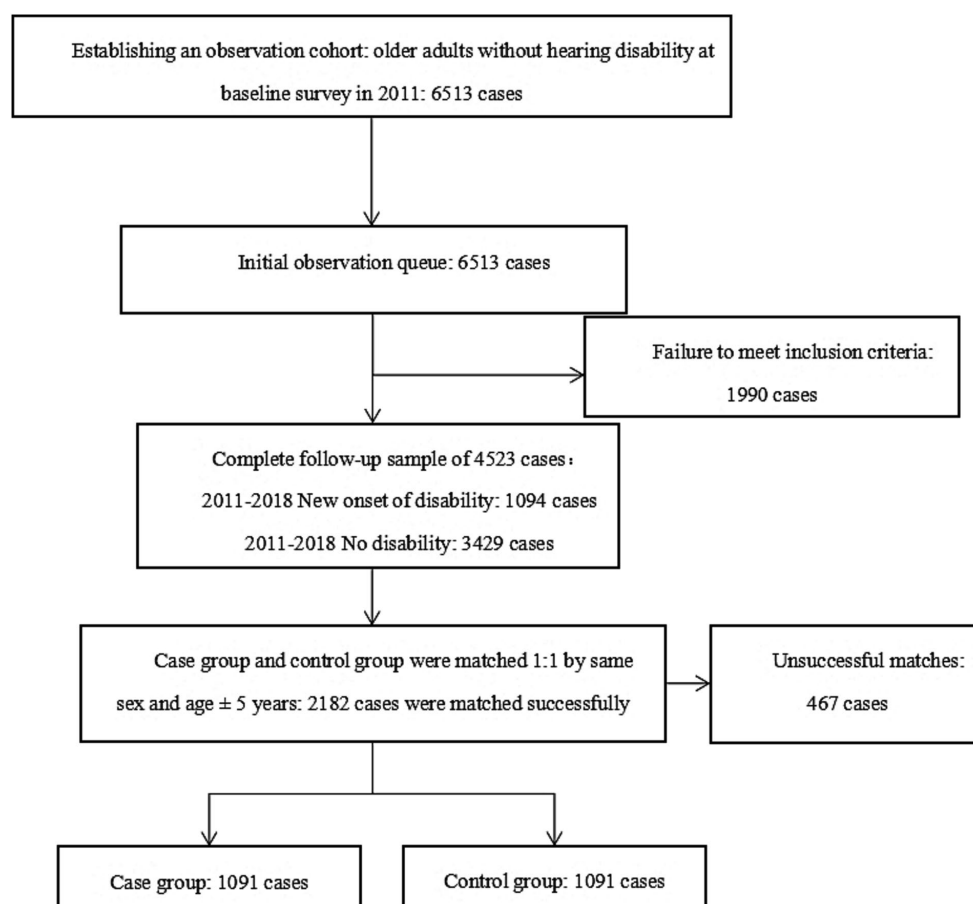 Establishing an observation cohort: older adults without hearing disability at
baseline survey in 2011: 6513 cases
Initial observation queue: 6513 cases
Failure to meet inclusion criteria:
1990 cases
Complete follow-up sample of 4523 cases：
2011-2018 New onset of disability: 1094 cases
2011-2018 No disability: 3429 cases
Case group and control group were matched 1:1 by same
sex and age ± 5 years: 2182 cases were matched successfully
Unsuccessful matches:
467 cases
Case group: 1091 cases
Control group: 1091 cases